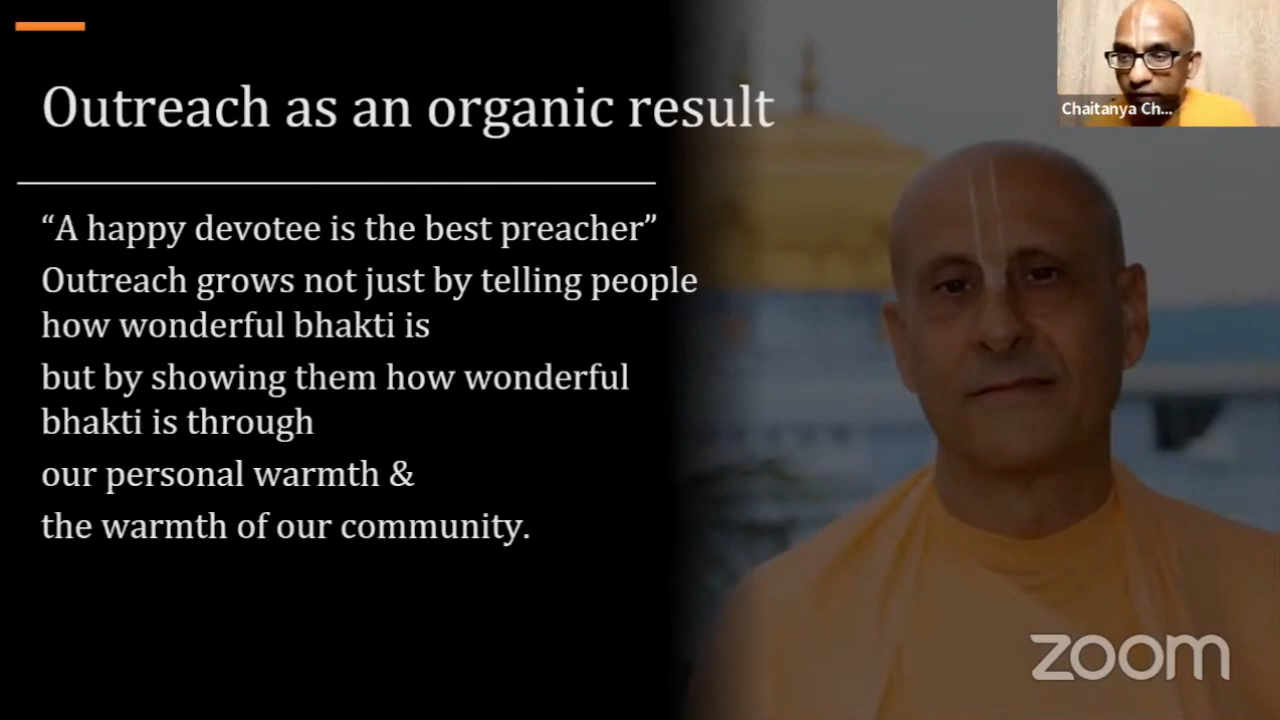 Outreach as an organic result
“A happy devotee is the best preacher”
Outreach grows not just by telling people
how wonderful bhakti is
but by showing them how wonderful
bhakti is through
our personal warmth &
the warmth of our community.
Chaitanya Ch...
zoom